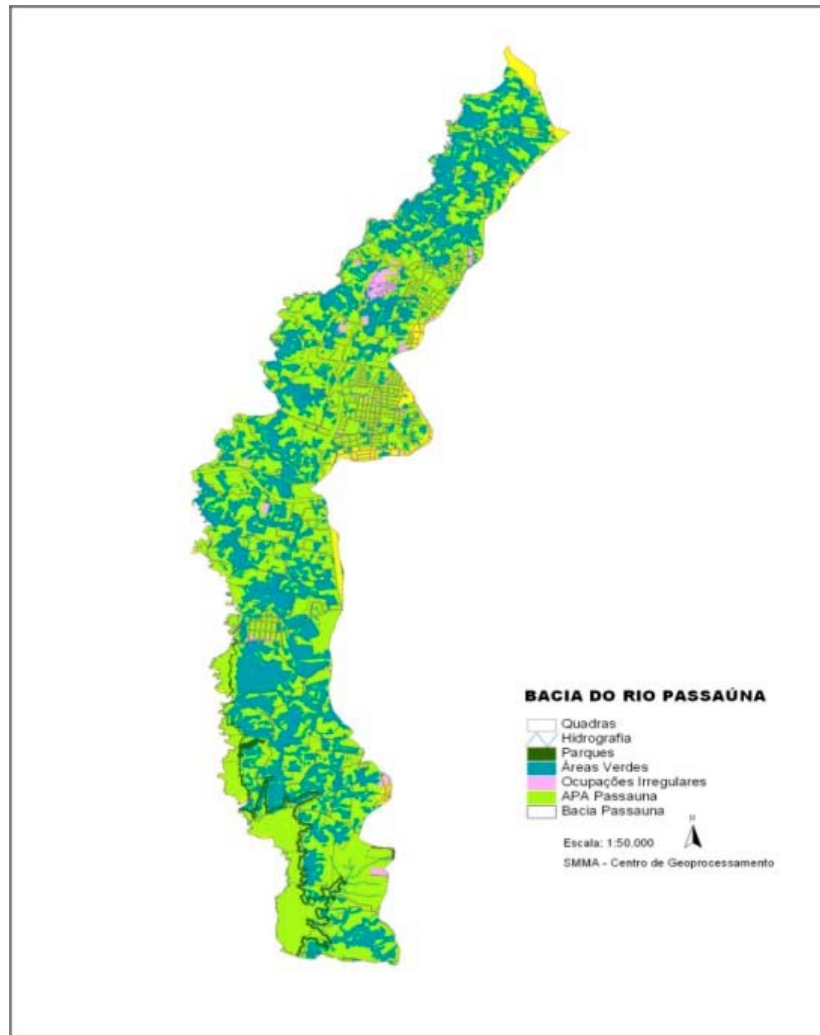 BACIA DO RIO PASSAÚNA
Quadras
Hidrografia
Parques
Áreas Verdes
Ocupações Irregulares
APA Passauna
Bacia Passauna
N
Escala: 1:50.000
SMMA - Centro de Geoprocessamento